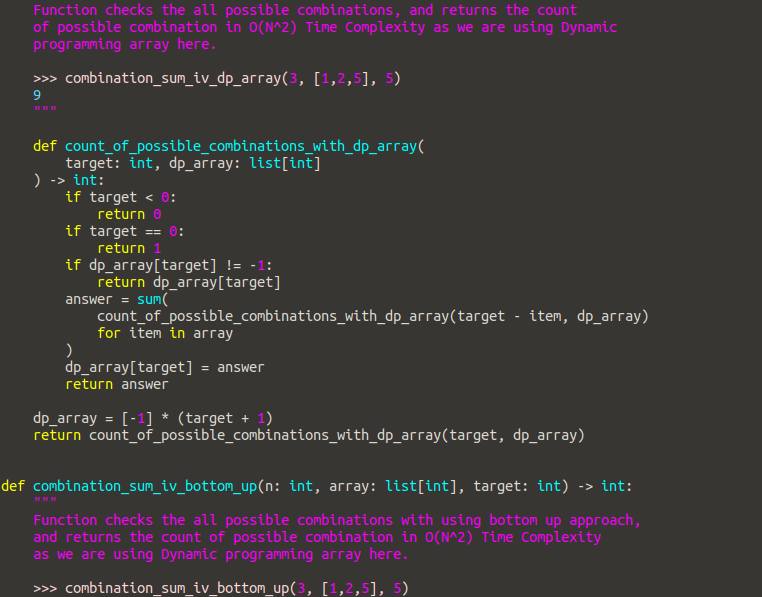 Function checks the all possible combinations, and returns the count
of possible combination in O(N^2) Time Complexity as we are using Dynamic
programming array here.

>>> combination_sum_iv_dp_array(3, [1,2,5], 5)
9
"""

def count_of_possible_combinations_with_dp_array(
target: int, dp_array: list[int]
) -> int:
if target < 0:
return 0
if target == 0:
return 1
if dp_array[target] != -1:
return dp_array[target]
answer = sum(
count_of_possible_combinations_with_dp_array(target - item, dp_array)
for item in array
)
dp_array[target] = answer
return answer

dp_array = [-1] * (target + 1)
return count_of_possible_combinations_with_dp_array(target, dp_array)

def combination_sum_iv_bottom_up(n: int, array: list[int], target: int) -> int:
"""
Function checks the all possible combinations with using bottom up approach,
and returns the count of possible combination in O(N^2) Time Complexity
as we are using Dynamic programming array here.

>>> combination_sum_iv_bottom_up(3, [1,2,5], 5)